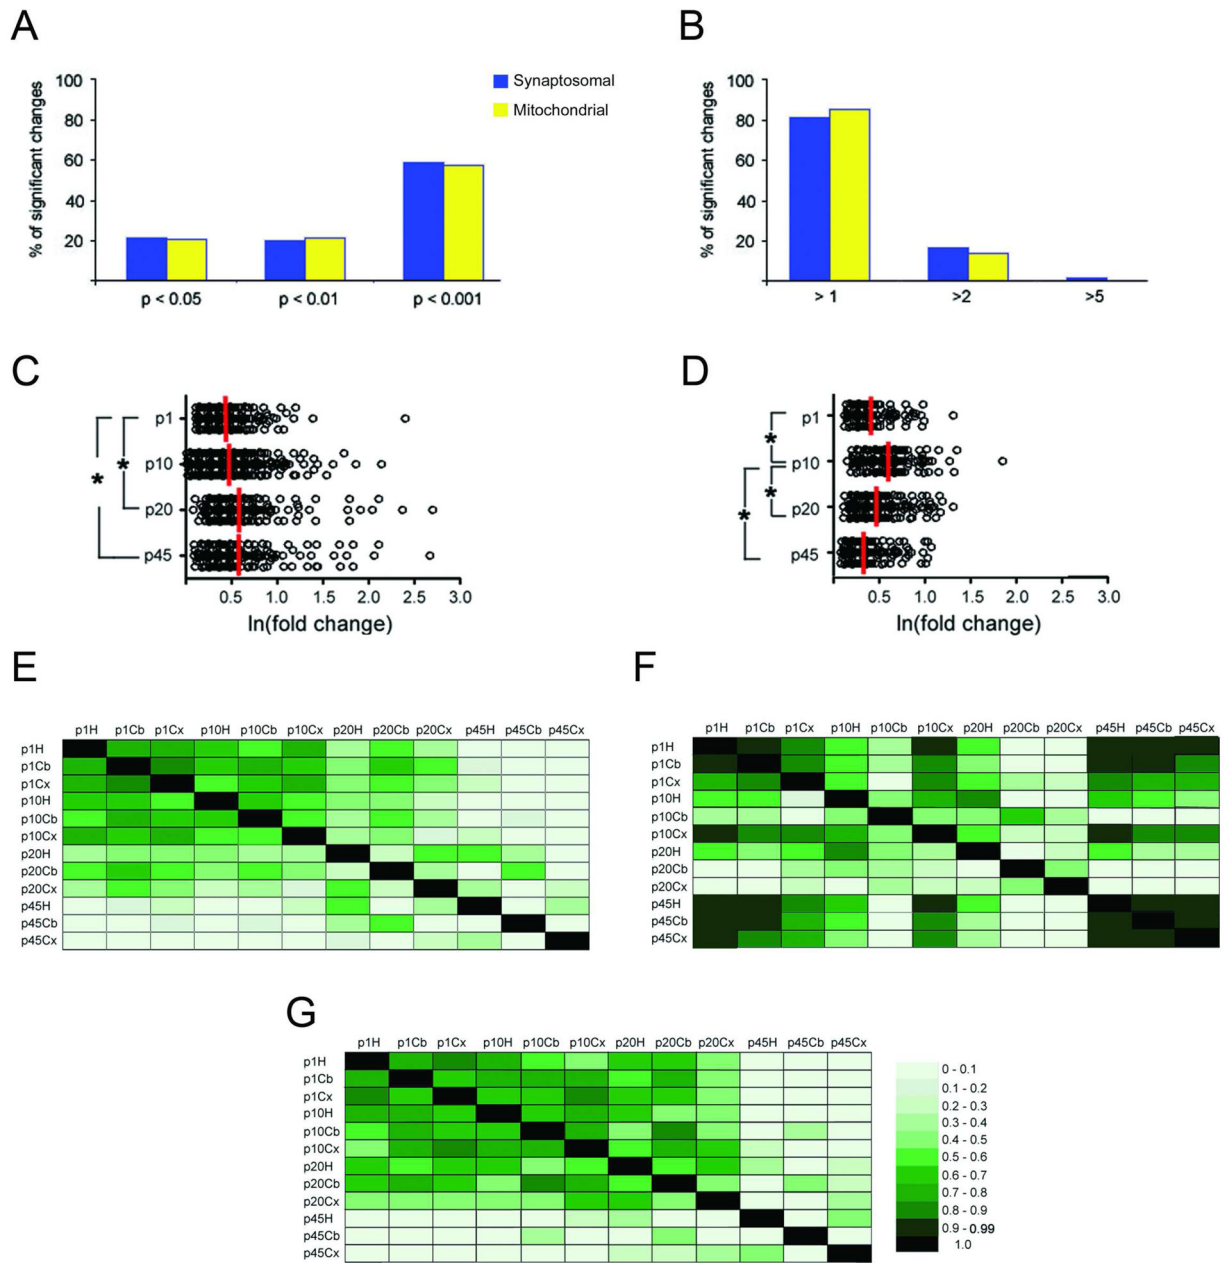 A
B
100
80
60
40
20
% of significant changes
Synaptosomal
Mitochondrial
p < 0.05
p < 0.01
p < 0.001
100
80
60
40
20
% of significant changes
> 1
>2
>5
C
D
p1
p10
p20
p45
*
*
0.5 1.0 1.5 2.0 2.5 3.0
ln(fold change)
p1
p10
p20
p45
*
*
*
0.5 1.0 1.5 2.0 2.5 3.0
ln(fold change)
E
p1H p1Cb p1Cx p10H p10Cb p10Cx p20H p20Cb p20Cx p45H p45Cb p45Cx
p1H
p1Cb
p1Cx
p10H
p10Cb
p10Cx
p20H
p20Cb
p20Cx
p45H
p45Cb
p45Cx
F
p1H p1Cb p1Cx p10H p10Cb p10Cx p20H p20Cb p20Cx p45H p45Cb p45Cx
p1H
p1Cb
p1Cx
p10H
p10Cb
p10Cx
p20H
p20Cb
p20Cx
p45H
p45Cb
p45Cx
G
p1H p1Cb p1Cx p10H p10Cb p10Cx p20H p20Cb p20Cx p45H p45Cb p45Cx
p1H
p1Cb
p1Cx
p10H
p10Cb
p10Cx
p20H
p20Cb
p20Cx
p45H
p45Cb
p45Cx
0 - 0.1
0.1 - 0.2
0.2 - 0.3
0.3 - 0.4
0.4 - 0.5
0.5 - 0.6
0.6 - 0.7
0.7 - 0.8
0.8 - 0.9
0.9 - 0.99
1.0